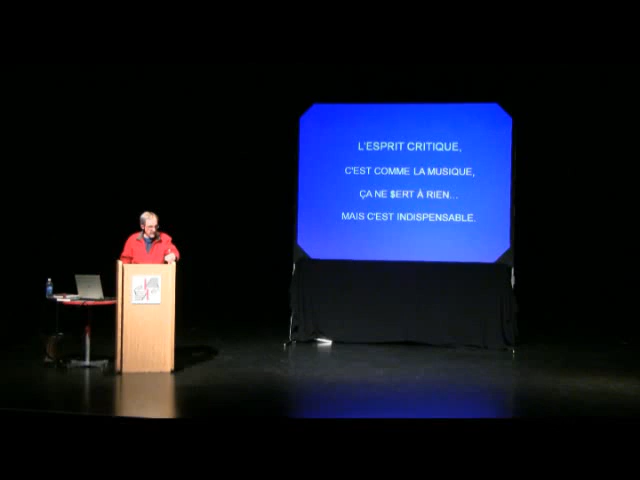 L'ESPRIT CRITIQUE,
C'EST COMME LA MUSIQUE,
ÇA NE $ERT À RIEN...
MAIS C'EST INDISPENSABLE.